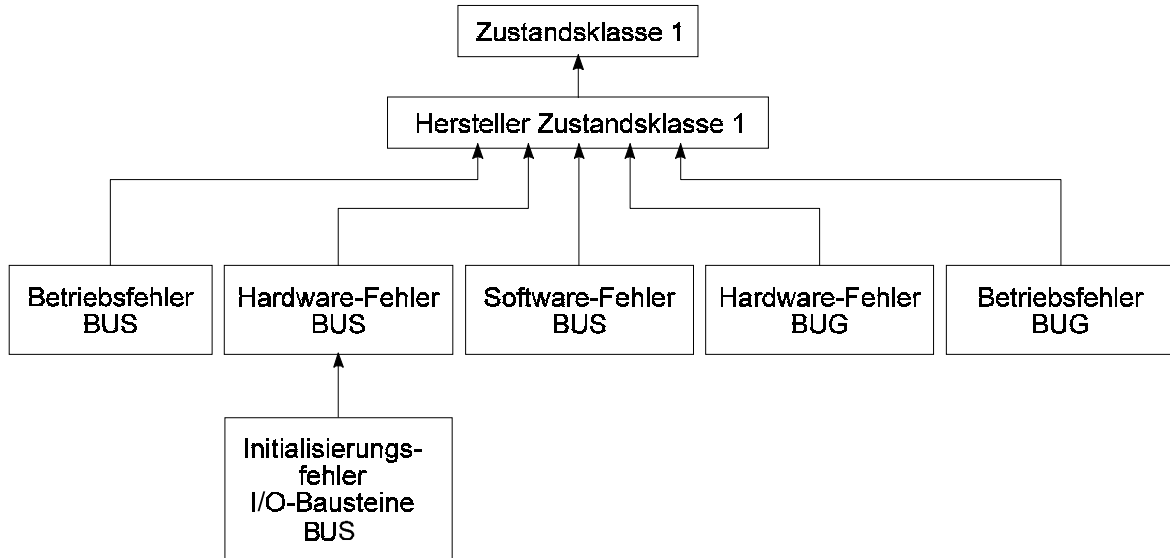 Zustandsklasse 1
Hersteller Zustandsklasse 1
Betriebsfehler
BUS
Hardware-Fehler
BUS
Software-Fehler
BUS
Hardware-Fehler
BUG
Betriebsfehler
BUG
Initialisierungs-
fehler
I/O-Bausteine
BUS